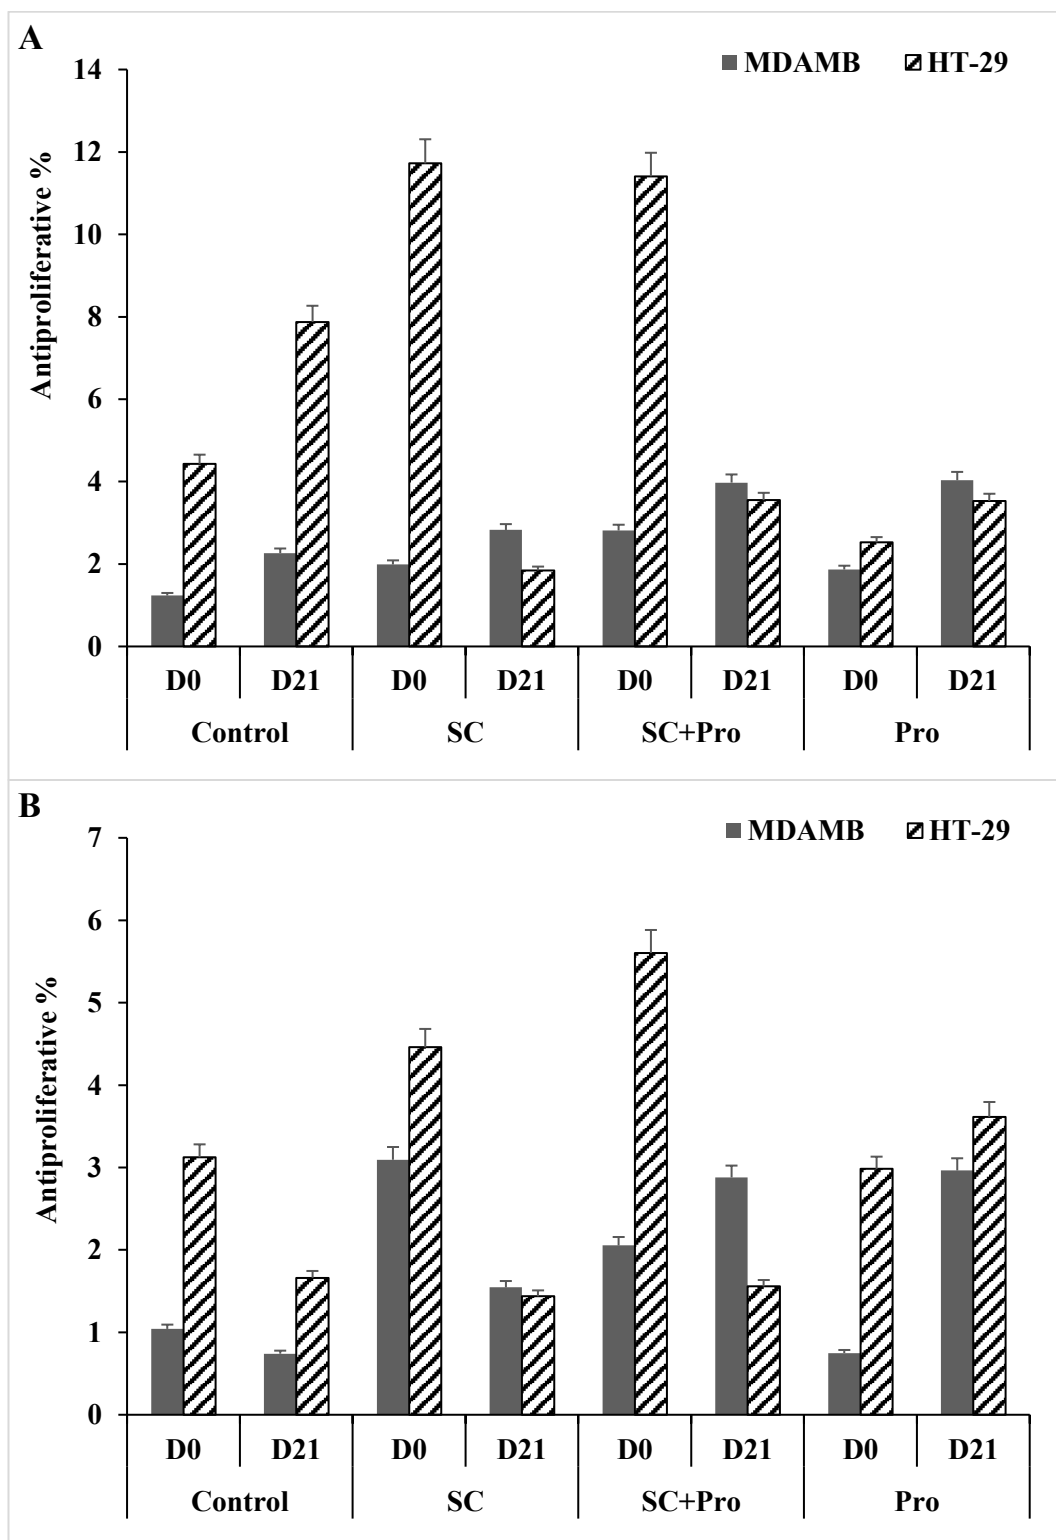 A
MDAMB HT-29
14
12
10
8
6
4
2
0
Antiproliferative %
D0 D21 D0 D21 D0 D21 D0 D21
Control SC SC+Pro Pro
B
MDAMB HT-29
7
6
5
4
3
2
1
0
Antiproliferative %
D0 D21 D0 D21 D0 D21 D0 D21
Control SC SC+Pro Pro